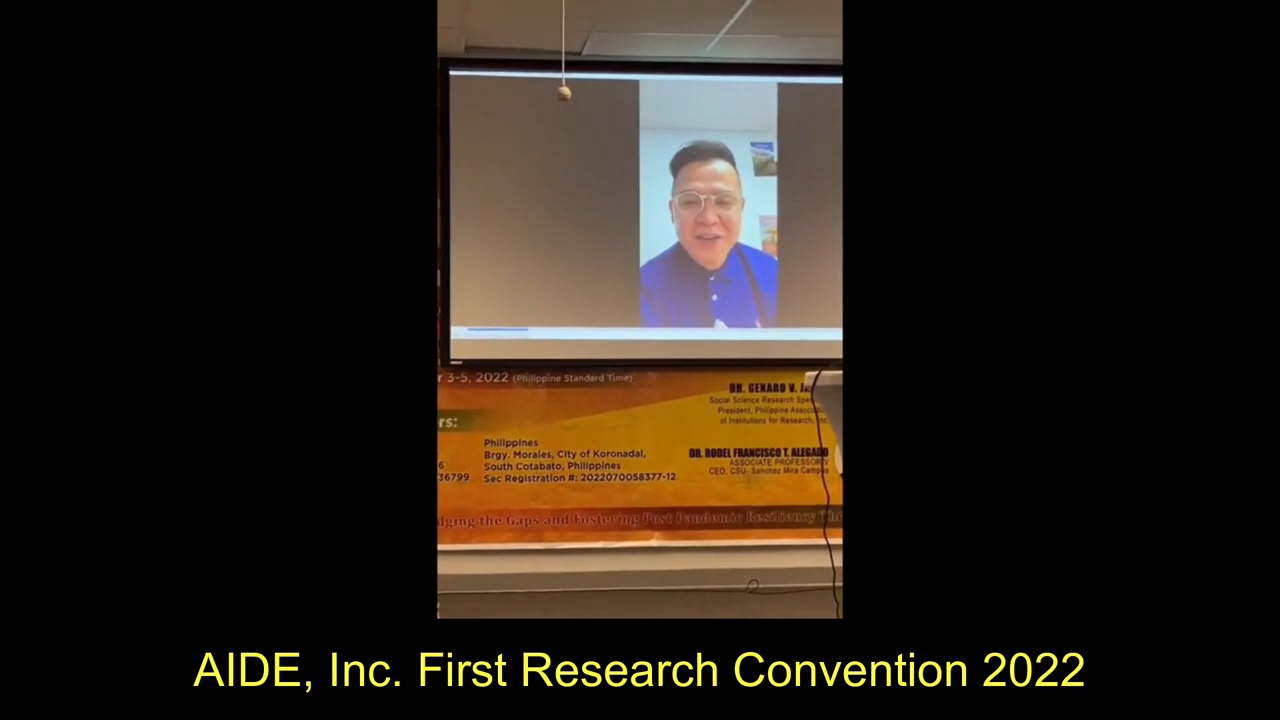 r 3-5, 2022 (Philippine Standard Time)
DR. GENARO V.
Social Science Research
President, Philippine
of Institutions for Research, Inc.
rs:
Philippines
Brgy. Morales, City of Koronadal,
South Cotabato, Philippines
Sec Registration #: 2022070058377-12
6
36799
DR. RODEL FRANCISCO T. ALEGADO
ASSOCIATE PROFESSOR V
CEO, CSU- Sanchez Mira Campus
dging the Gaps and Fostering Post Pandemic Resiliency Th
AIDE, Inc. First Research Convention 2022